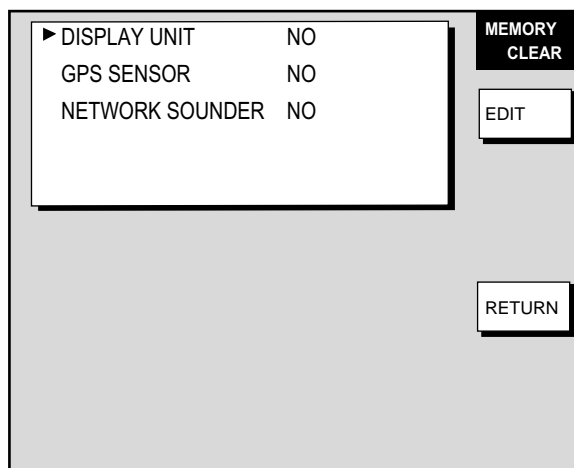 ▶ DISPLAY UNIT NO
GPS SENSOR NO
NETWORK SOUNDER NO
MEMORY
CLEAR
EDIT
RETURN